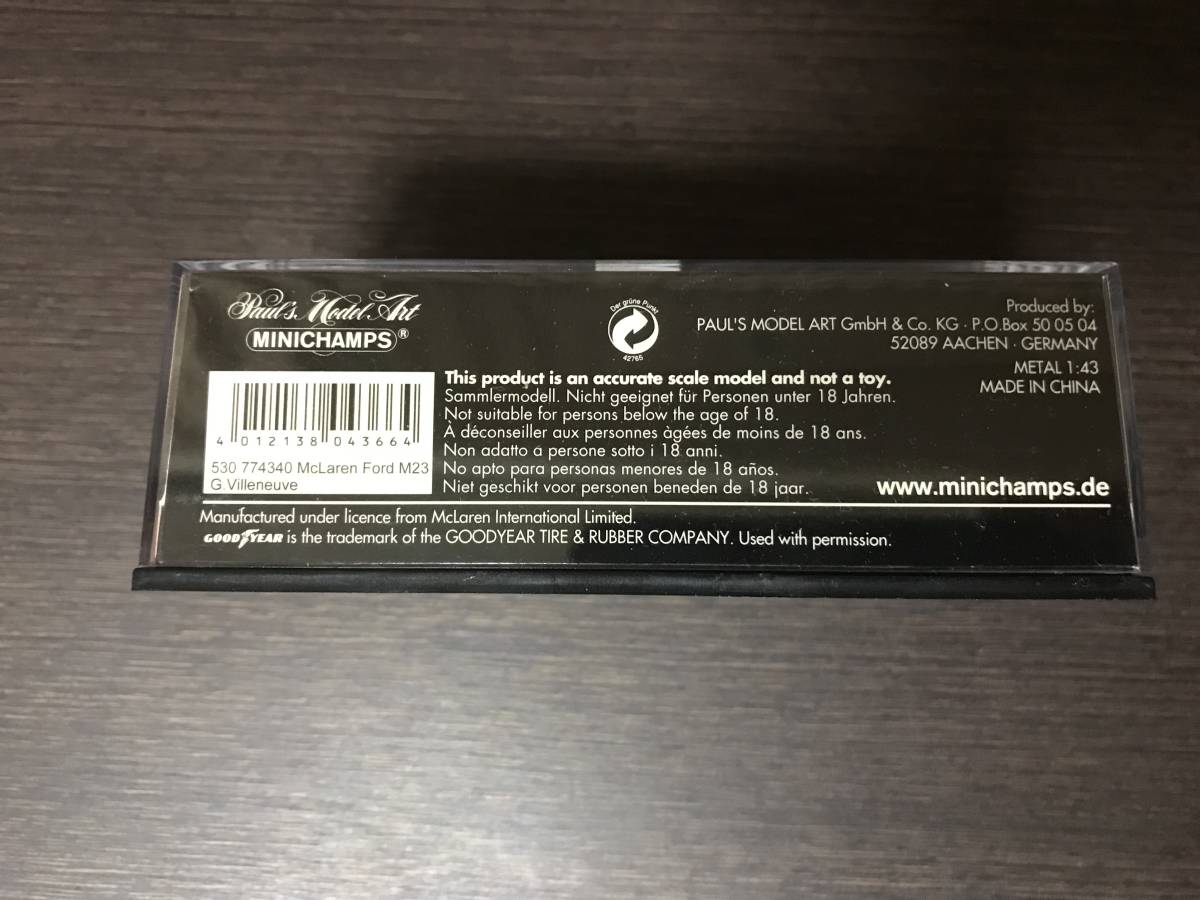 Paul's Model Art
MINICHAMPS®
4 012138 043664
530 774340 McLaren Ford M23
G.Villeneuve
Der grüne Punkt
42765
Produced by:
PAUL'S MODEL ART GmbH & Co. KG · P.O.Box 50 05 04
52089 AACHEN · GERMANY
METAL 1:43
MADE IN CHINA
This product is an accurate scale model and not a toy.
Sammlermodell. Nicht geeignet für Personen unter 18 Jahren.
Not suitable for persons below the age of 18.
À déconseiller aux personnes àgées de moins de 18 ans.
Non adatto a persone sotto i 18 anni.
No apto para personas menores de 18 años.
Niet geschikt voor personen beneden de 18 jaar.
www.minichamps.de
Manufactured under licence from McLaren International Limited.
GOODYEAR is the trademark of the GOODYEAR TIRE & RUBBER COMPANY. Used with permission.